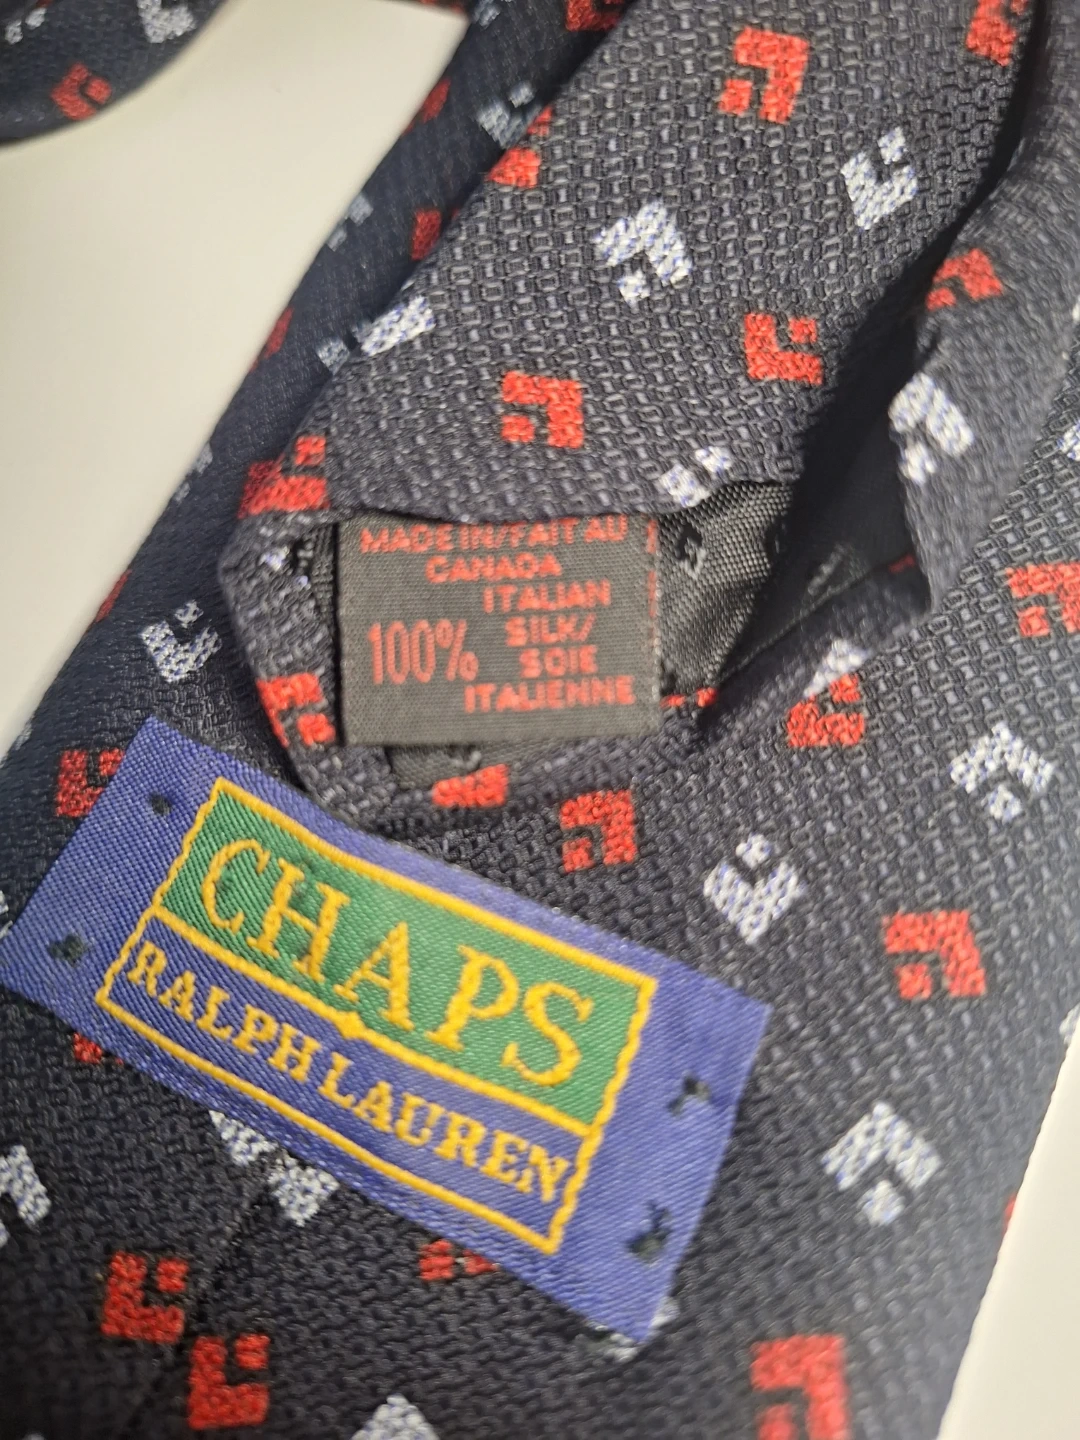 MADE IN/FAIT AU
CANADA
ITALIAN
100% SILK/
SOIE
ITALIENNE
CHAPS
RALPH LAUREN